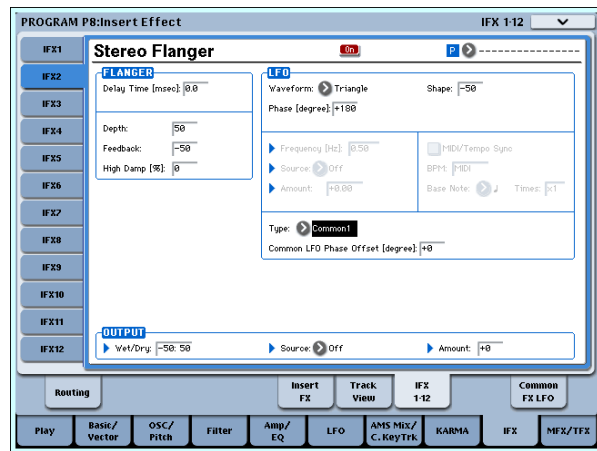 PROGRAM P8:Insert Effect IFX 1-12
IFX1
IFX2
IFX3
IFX4
IFX5
IFX6
IFX7
IFX8
IFX9
IFX10
IFX11
IFX12
Stereo Flanger On P ---------------
FLANGER
Delay Time [msec]: 0.0
Depth: 50
Feedback: -50
High Damp [%]: 0
LFO
Waveform: Triangle Shape: -50
Phase [degree]: +180
Frequency [Hz]: 0.50 MIDI/Tempo Sync
Source: Off BPM: MIDI
Amount: +0.00 Base Note: ♩ Times: x1
Type: Common1
Common LFO Phase Offset [degree]: +0
OUTPUT
Wet/Dry: -50: 50 Source: Off Amount: +0
Routing
Insert FX
Track View
IFX 1-12
Common FX LFO
Play
Basic/ Vector
OSC/ Pitch
Filter
Amp/ EQ
LFO
AMS Mix/ C.KeyTrk
KARMA
IFX
MFX/TFX